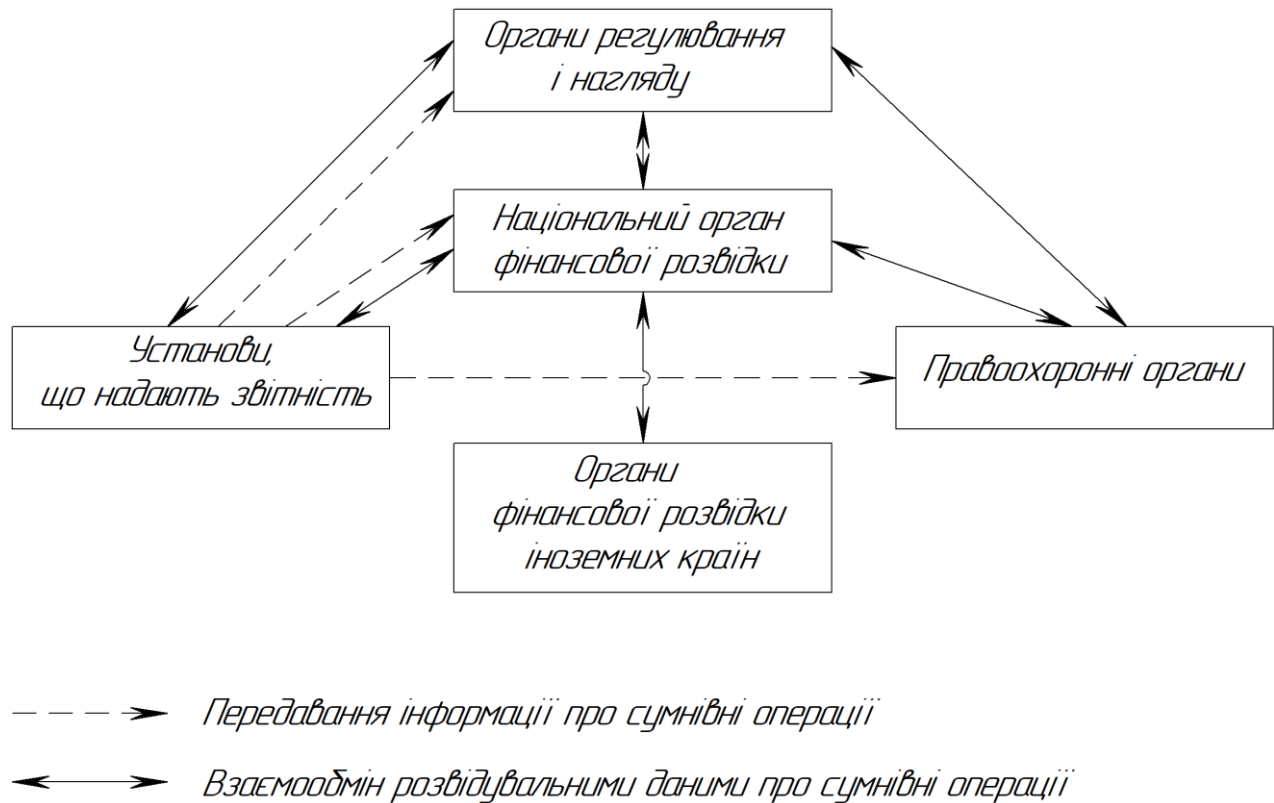 Органи регулювання
і нагляду
Національний орган
фінансової розвідки
Установи,
що надають звітність
Правоохоронні органи
Органи
фінансової розвідки
іноземних країн
Передавання інформації про сумнівні операції
Взаємообмін розвідувальними даними про сумнівні операції